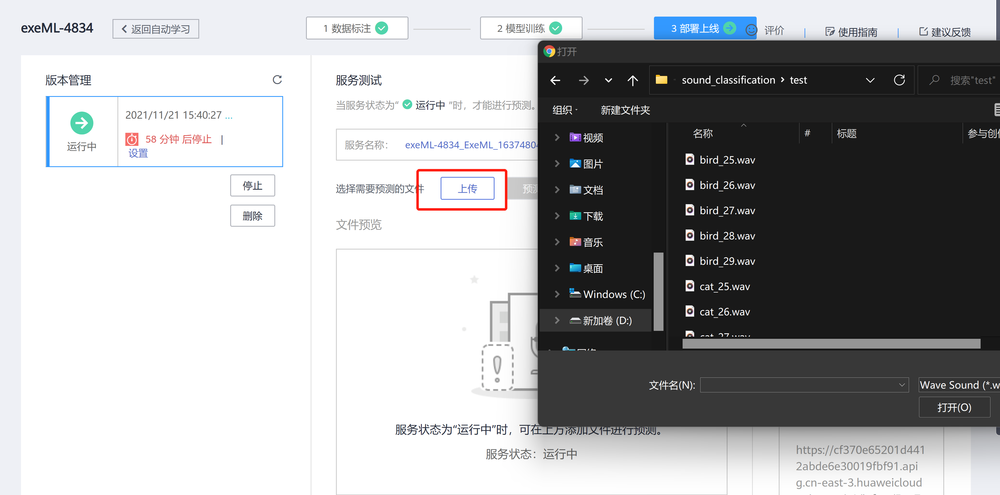 exeML-4834
返回自动学习
1 数据标注
2 模型训练
3 部署上线
评价
使用指南
建议反馈
版本管理
运行中
2021/11/21 15:40:27 ...
58 分钟 后停止 |
设置
停止
删除
服务测试
当服务状态为“ 运行中 ”时，才能进行预测。
服务名称：
exeML-4834_ExeML_1637480
选择需要预测的文件
上传
预测
文件预览
服务状态为“运行中”时，可在上方添加文件进行预测。
服务状态：运行中
打开
sound_classification › test
搜索"test"
组织
新建文件夹
视频
图片
文档
下载
音乐
桌面
Windows (C:)
新加卷 (D:)
网络
名称
#
标题
参与创作
bird_25.wav
bird_26.wav
bird_27.wav
bird_28.wav
bird_29.wav
cat_25.wav
cat_26.wav
cat_27.wav
文件名(N):
Wave Sound (*.w
打开(O)
https://cf370e65201d441
2abde6e30019fbf91.api
g.cn-east-3.huaweicloud